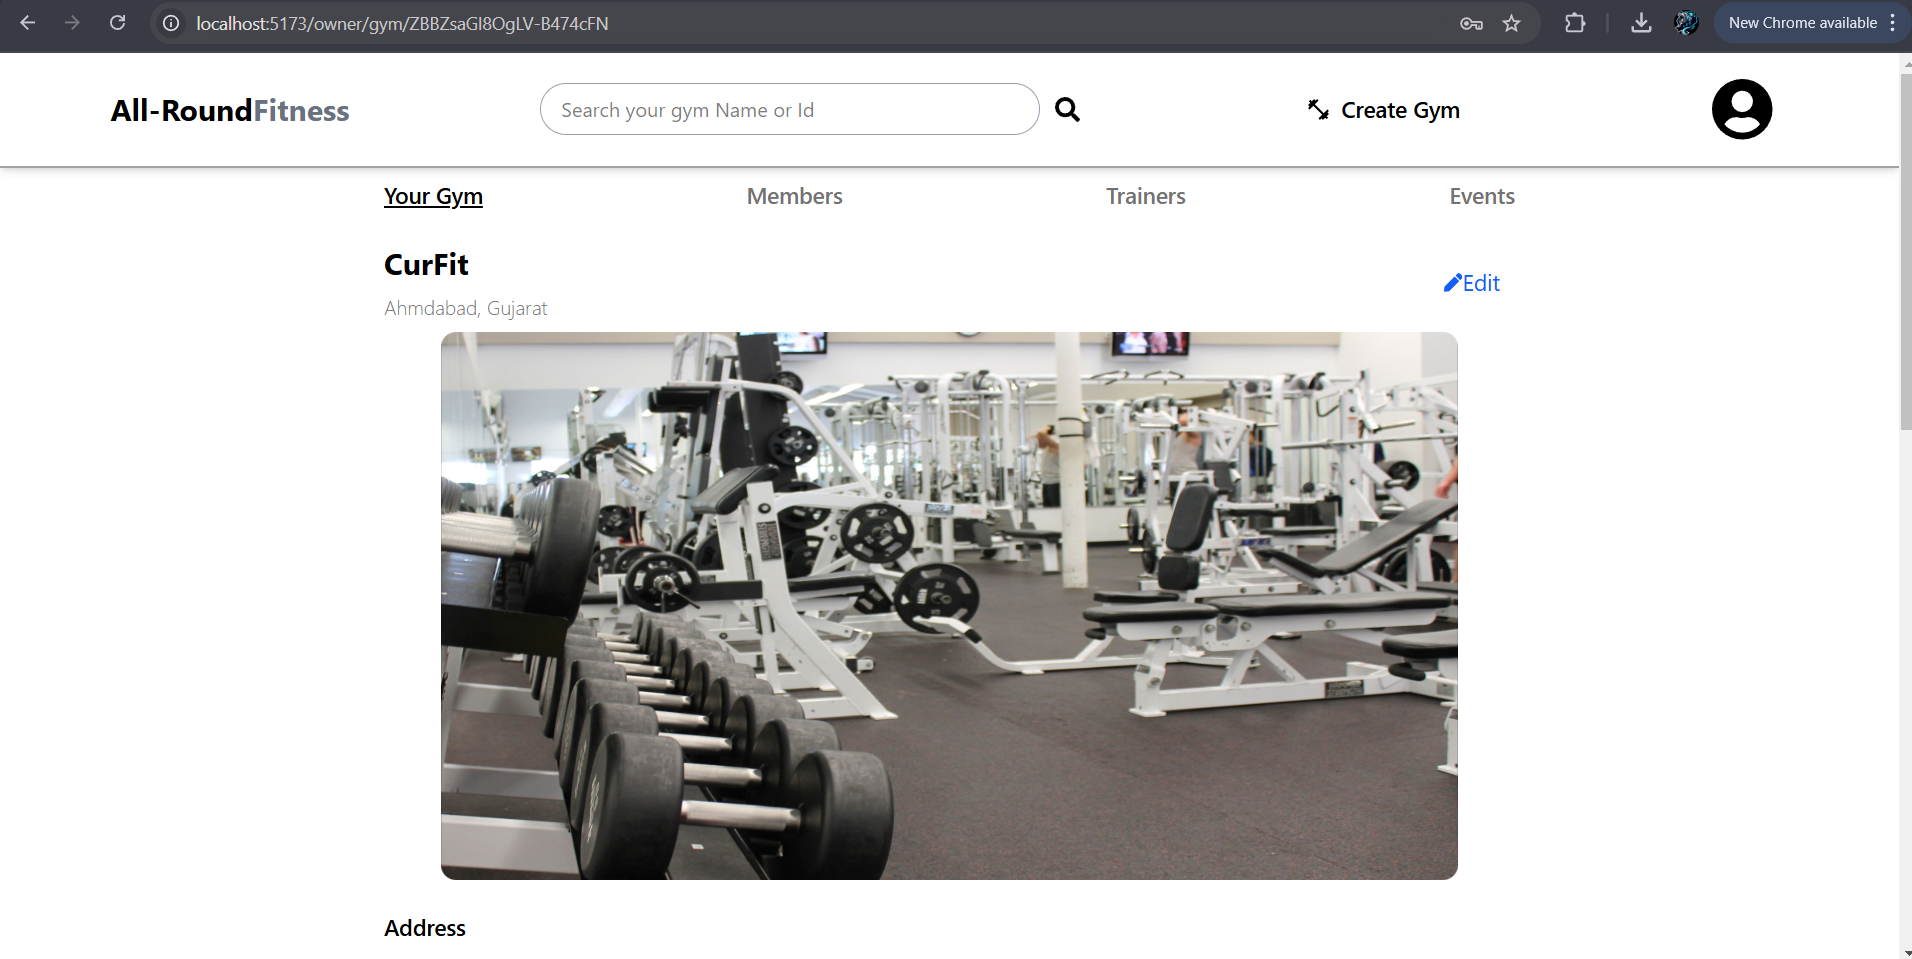 localhost:5173/owner/gym/ZBBZsaGl8OgLV-B474cFN
New Chrome available
All-RoundFitness
Search your gym Name or Id
Create Gym
Your Gym Members Trainers Events
CurFit
Edit
Ahmdabad, Gujarat
Address